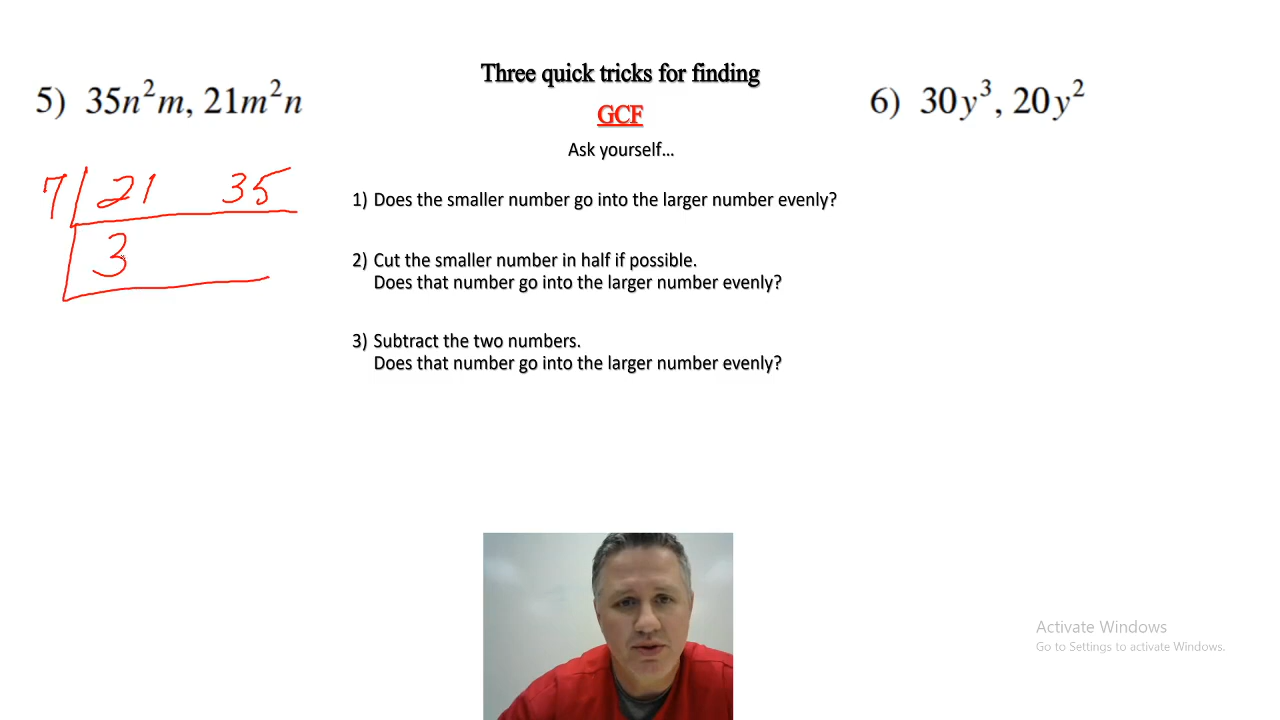 Three quick tricks for finding
GCF
Ask yourself...
5) 35n²m, 21m²n
7 21 35
3
1) Does the smaller number go into the larger number evenly?
2) Cut the smaller number in half if possible.
Does that number go into the larger number evenly?
3) Subtract the two numbers.
Does that number go into the larger number evenly?
6) 30y³, 20y²
Activate Windows
Go to Settings to activate Windows.